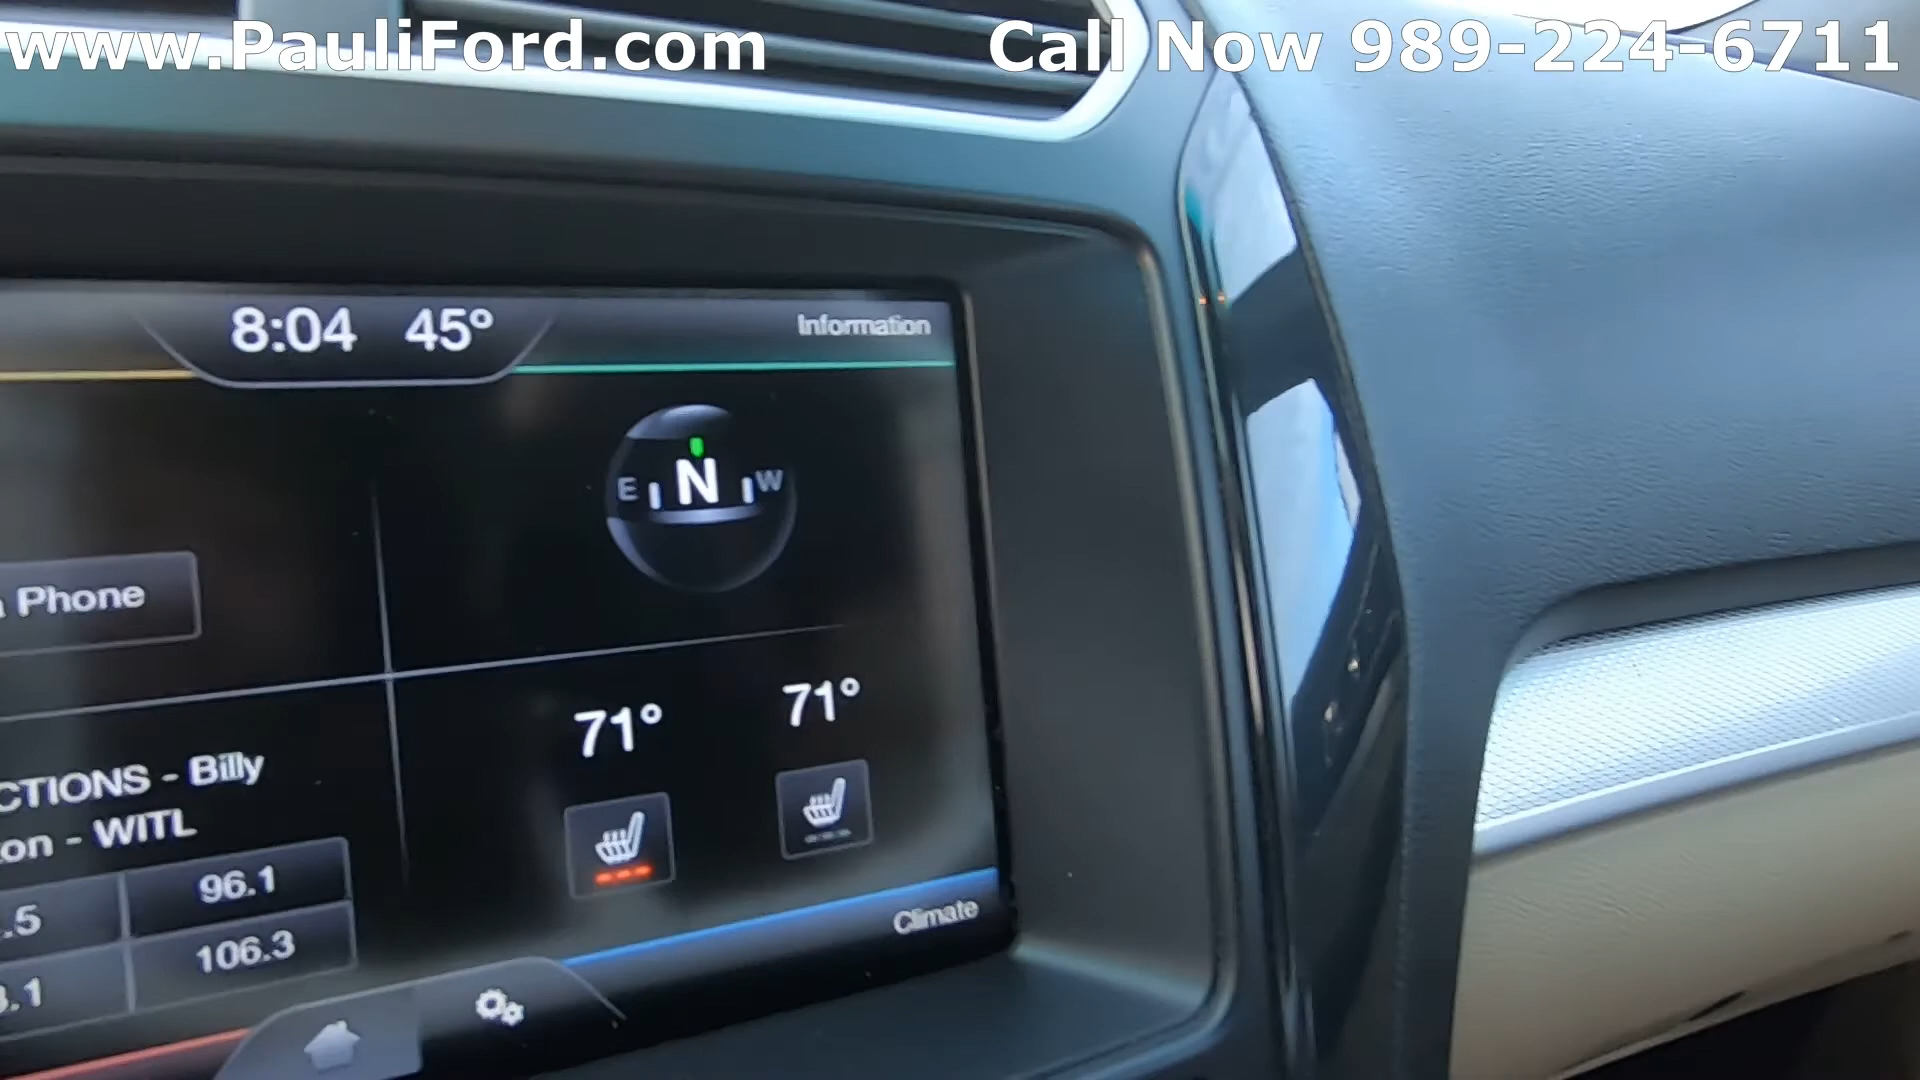 www.PauliFord.com Call Now 989-224-6711
8:04 45° Information
E N W
Phone
71° 71°
CTIONS - Billy
on - WITL
96.1
.5
106.3
.1
Climate